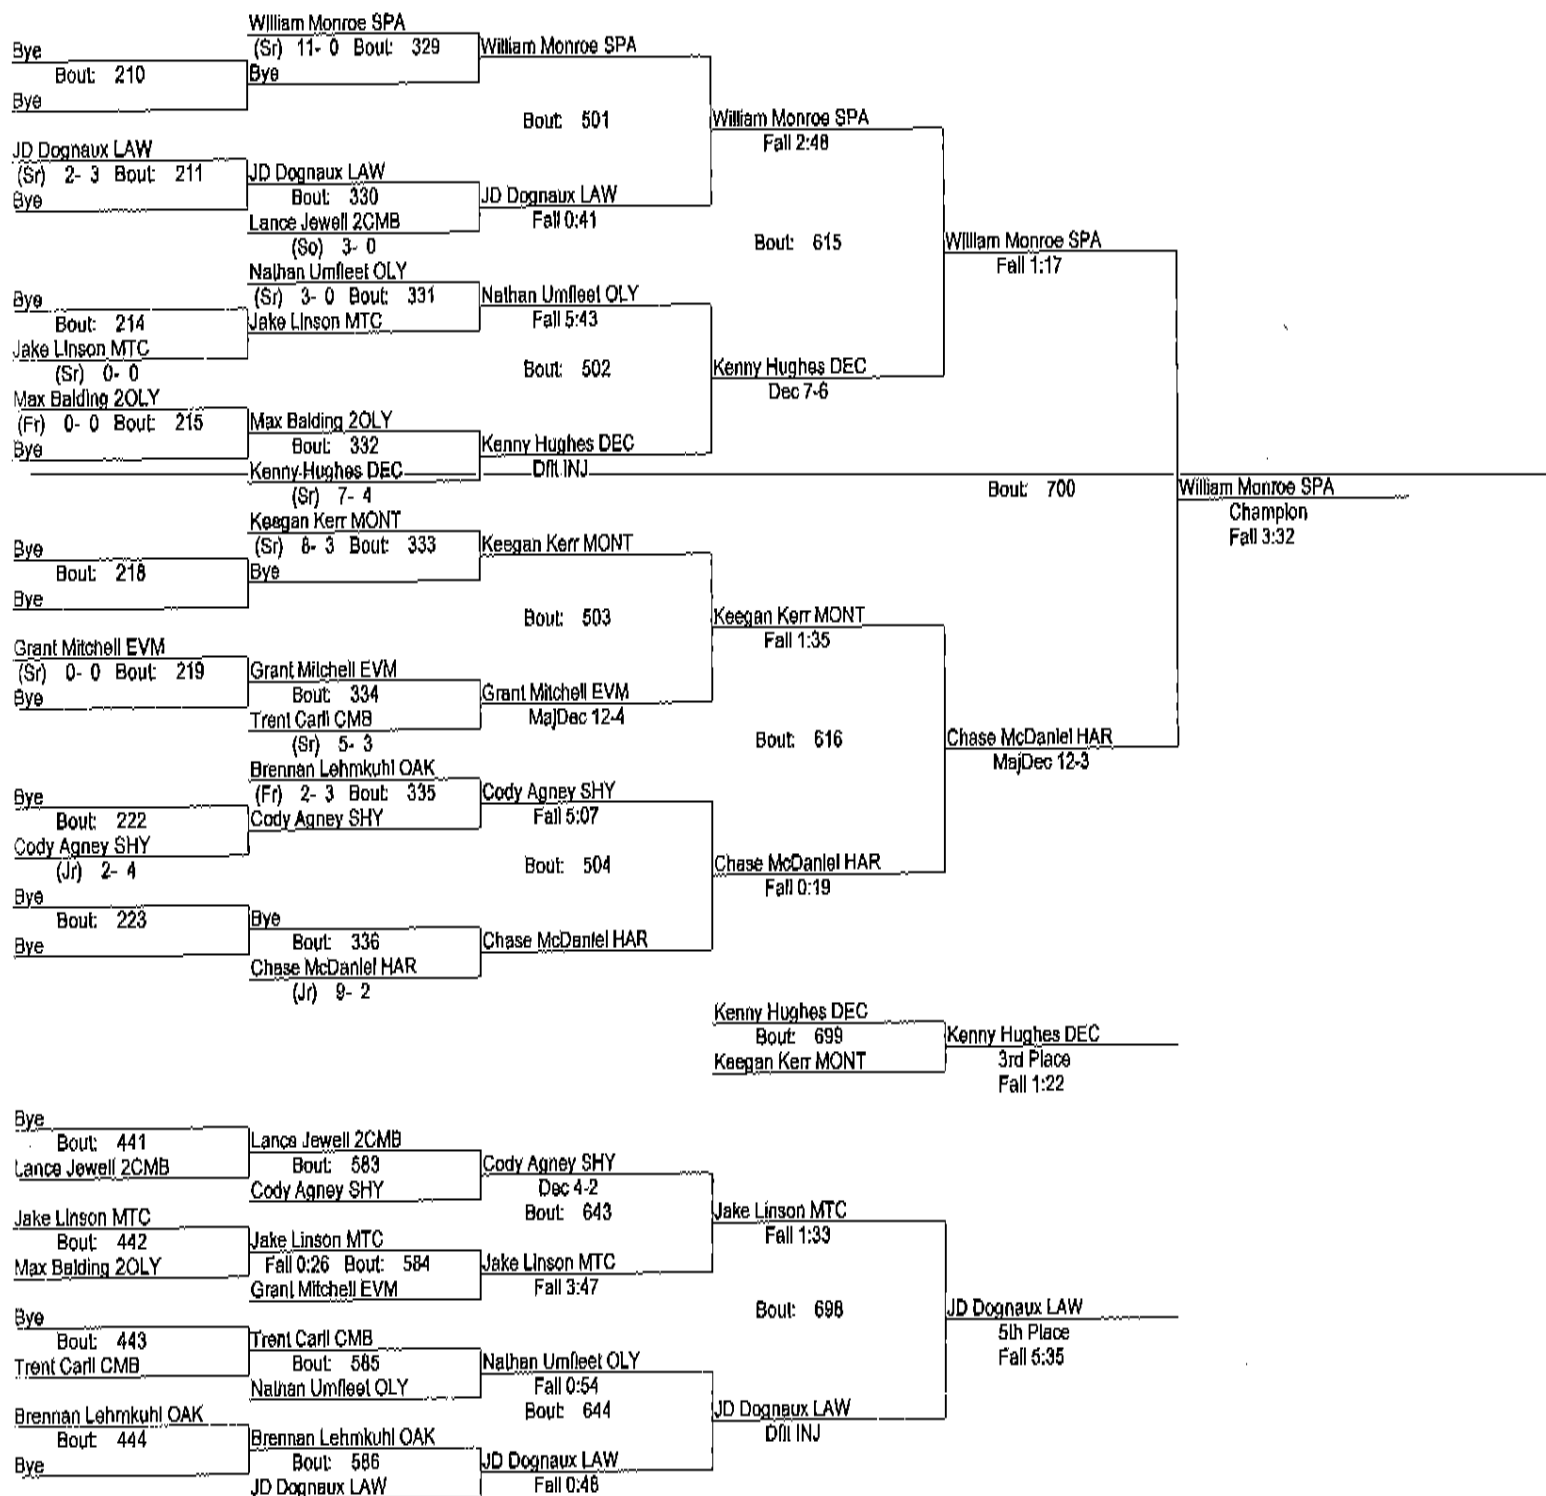 William Monroe SPA
Bye
(Sr) 11- 0 Bout: 329
William Monroe SPA
Bout: 210
Bye
Bye
Bout: 501
William Monroe SPA
Fall 2:48
JD Dognaux LAW
(Sr) 2- 3 Bout: 211
JD Dognaux LAW
Bye
Bout: 330
JD Dognaux LAW
Lance Jewell 2CMB
Fall 0:41
(So) 3- 0
Bout: 615
William Monroe SPA
Fall 1:17
Nathan Umfleet OLY
Bye
(Sr) 3- 0 Bout: 331
Nathan Umfleet OLY
Bout: 214
Jake Linson MTC
Fall 5:43
Jake Linson MTC
(Sr) 0- 0
Bout: 502
Kenny Hughes DEC
Dec 7-6
Max Balding 2OLY
(Fr) 0- 0 Bout: 215
Max Balding 2OLY
Bye
Bout: 332
Kenny Hughes DEC
Kenny Hughes DEC
Dflt INJ
(Sr) 7- 4
Bout: 700
William Monroe SPA
Champion
Fall 3:32
Keegan Kerr MONT
Bye
(Sr) 8- 3 Bout: 333
Keegan Kerr MONT
Bout: 218
Bye
Bye
Bout: 503
Keegan Kerr MONT
Fall 1:35
Grant Mitchell EVM
(Sr) 0- 0 Bout: 219
Grant Mitchell EVM
Bye
Bout: 334
Grant Mitchell EVM
Trent Carll CMB
MajDec 12-4
(Sr) 5- 3
Bout: 616
Chase McDaniel HAR
MajDec 12-3
Brennan Lehmkuhl OAK
Bye
(Fr) 2- 3 Bout: 335
Cody Agney SHY
Bout: 222
Cody Agney SHY
Fall 5:07
Cody Agney SHY
(Jr) 2- 4
Bout: 504
Chase McDaniel HAR
Fall 0:19
Bye
Bout: 223
Bye
Bye
Bout: 336
Chase McDaniel HAR
Chase McDaniel HAR
(Jr) 9- 2
Kenny Hughes DEC
Bout: 699
Kenny Hughes DEC
Keegan Kerr MONT
3rd Place
Fall 1:22
Bye
Bout: 441
Lance Jewell 2CMB
Lance Jewell 2CMB
Bout: 583
Cody Agney SHY
Cody Agney SHY
Dec 4-2
Bout: 643
Jake Linson MTC
Fall 1:33
Jake Linson MTC
Bout: 442
Jake Linson MTC
Max Balding 2OLY
Fall 0:26 Bout: 584
Jake Linson MTC
Grant Mitchell EVM
Fall 3:47
Bout: 698
JD Dognaux LAW
5th Place
Fall 5:35
Bye
Bout: 443
Trent Carll CMB
Trent Carll CMB
Bout: 585
Nathan Umfleet OLY
Nathan Umfleet OLY
Fall 0:54
Bout: 644
JD Dognaux LAW
Dflt INJ
Brennan Lehmkuhl OAK
Bout: 444
Brennan Lehmkuhl OAK
Bye
Bout: 586
JD Dognaux LAW
JD Dognaux LAW
Fall 0:48